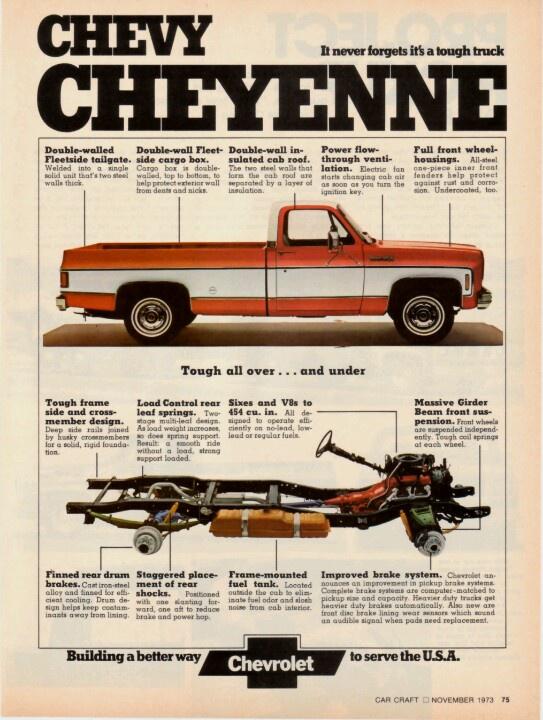 CHEVY
It never forgets it's a tough truck
CHEYENNE
Double-walled
Fleetside tailgate.
Welded into a single
solid unit that's two steel
walls thick.
Double-wall Fleet-
side cargo box.
Cargo box is double-
walled, top to bottom, to
help protect exterior wall
from dents and nicks.
Double-wall in-
sulated cab roof.
The two steel walls that
form the cab roof are
separated by a layer of
insulation.
Power flow-
through venti-
lation. Electric fan
starts changing cab air
as soon as you turn the
ignition key.
Full front wheel-
housings. All-steel
one-piece inner front
fenders help protect
against rust and corro-
sion. Undercoated, too.
Tough all over . . . and under
Tough frame
side and cross-
member design.
Deep side rails joined
by husky crossmembers
for a solid, rigid founda-
tion.
Load Control rear
leaf springs. Two-
stage multi-leaf design.
As load weight increases,
so does spring support.
Result: a smooth ride
without a load, strong
support loaded.
Sixes and V8s to
454 cu. in. All de-
signed to operate effi-
ciently on no-lead, low-
lead or regular fuels.
Massive Girder
Beam front sus-
pension. Front wheels
are suspended independ-
ently. Tough coil springs
at each wheel.
Finned rear drum
brakes. Cast iron-steel
alloy and finned for effi-
cient cooling. Drum de-
sign helps keep contam-
inants away from lining.
Staggered place-
ment of rear
shocks. Positioned
with one slanting for-
ward, one aft to reduce
brake and power hop.
Frame-mounted
fuel tank. Located
outside the cab to elim-
inate fuel odor and slosh
noise from cab interior.
Improved brake system. Chevrolet an-
nounces an improvement in pickup brake systems.
Complete brake systems are computer-matched to
pickup size and capacity. Heavier duty trucks get
heavier duty brakes automatically. Also new are
front disc brake lining wear sensors which sound
an audible signal when pads need replacement.
Building a better way
Chevrolet
to serve the U.S.A.
CAR CRAFT □ NOVEMBER 1973 75